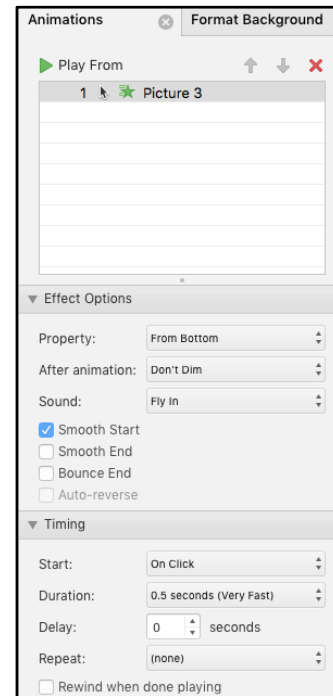 Animations Format Background
Play From
1 Picture 3
Effect Options
Property: From Bottom
After animation: Don't Dim
Sound: Fly In
Smooth Start
Smooth End
Bounce End
Auto-reverse
Timing
Start: On Click
Duration: 0.5 seconds (Very Fast)
Delay: 0 seconds
Repeat: (none)
Rewind when done playing